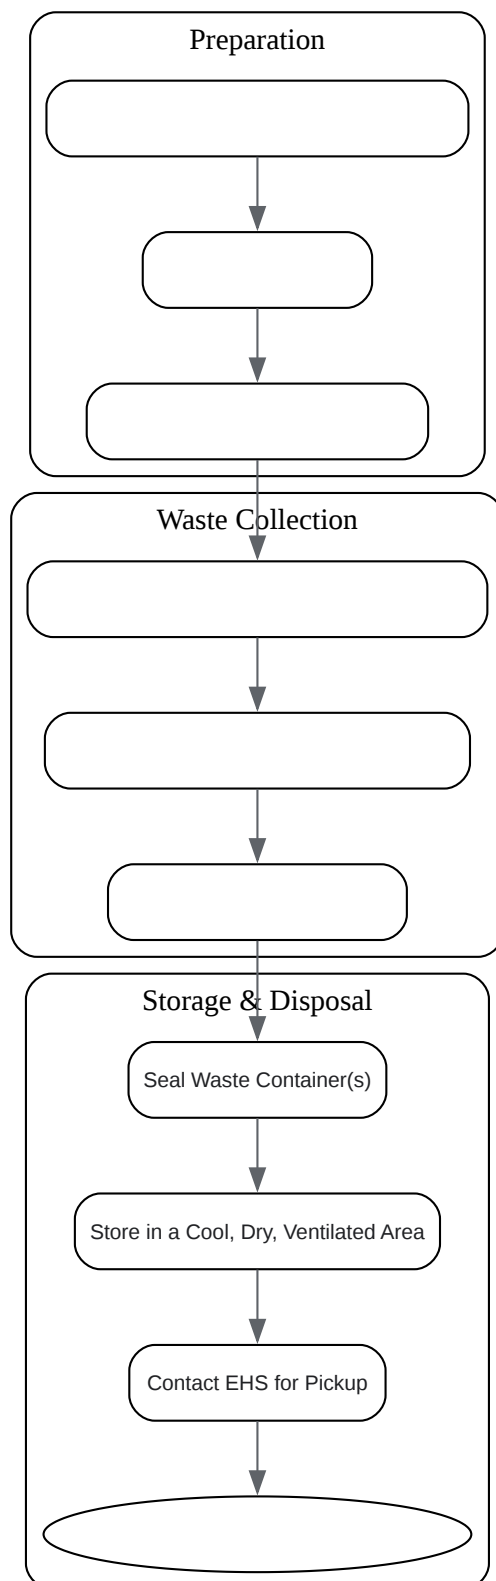 Preparation
Waste Collection
Storage & Disposal
Seal Waste Container(s)
Store in a Cool, Dry, Ventilated Area
Contact EHS for Pickup